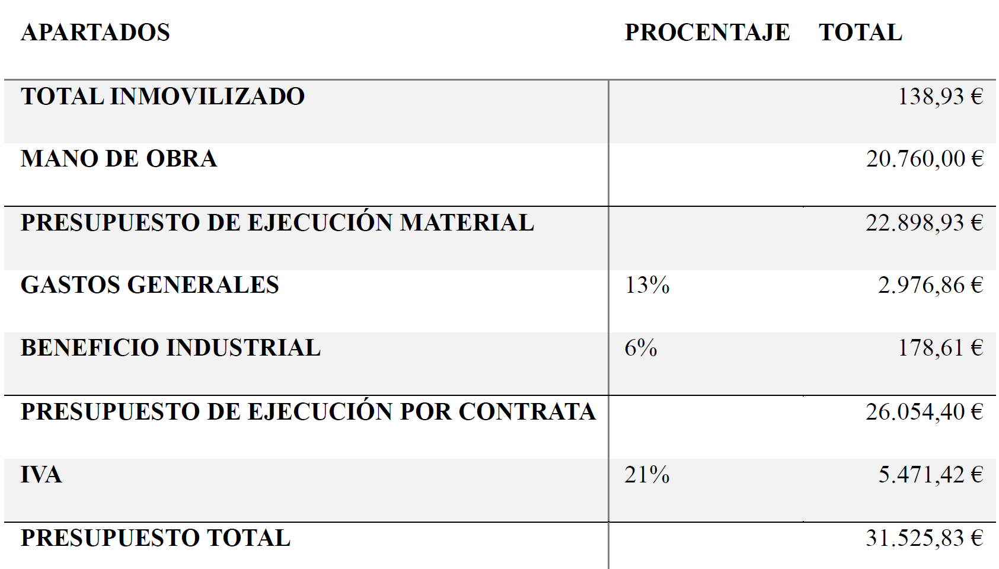 APARTADOS PROCENTAJE TOTAL
TOTAL INMOVILIZADO 138,93 €
MANO DE OBRA 20.760,00 €
PRESUPUESTO DE EJECUCIÓN MATERIAL 22.898,93 €
GASTOS GENERALES 13% 2.976,86 €
BENEFICIO INDUSTRIAL 6% 178,61 €
PRESUPUESTO DE EJECUCIÓN POR CONTRATA 26.054,40 €
IVA 21% 5.471,42 €
PRESUPUESTO TOTAL 31.525,83 €